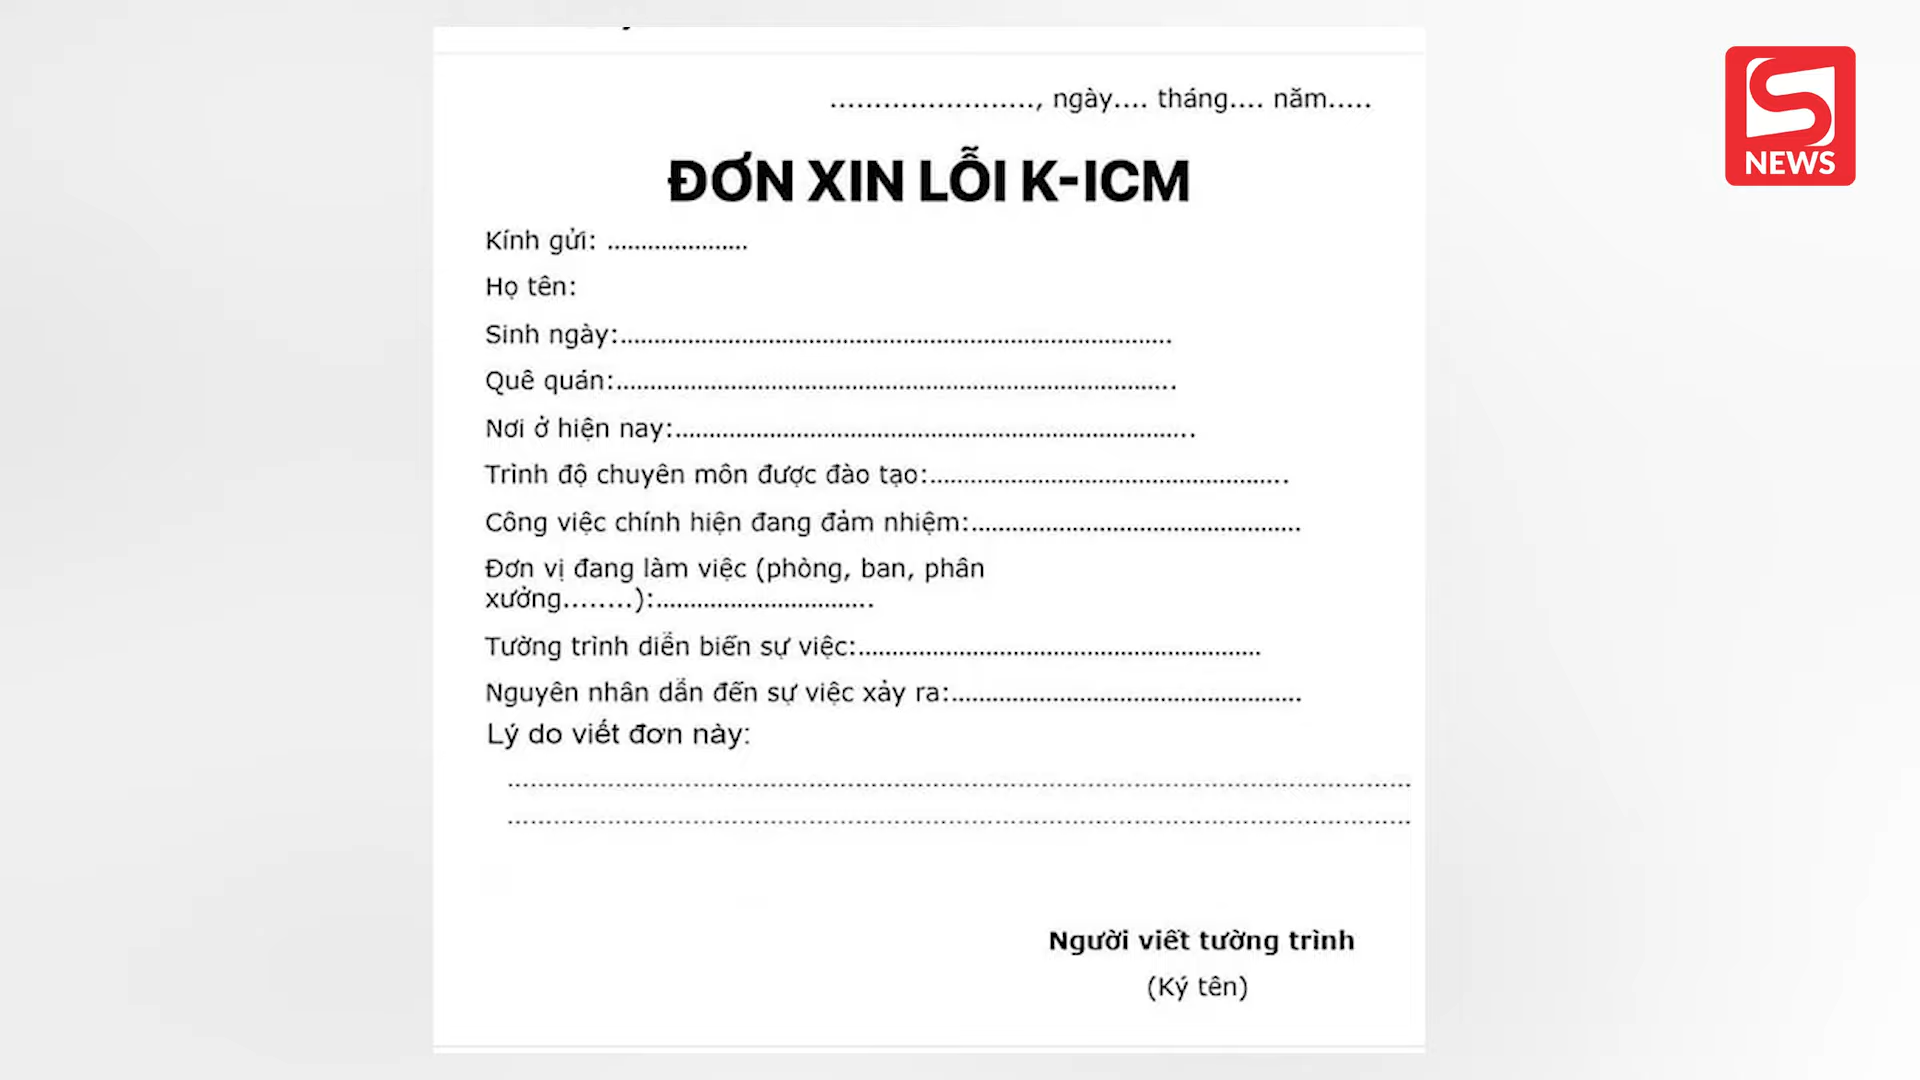 ......................., ngày.... tháng.... năm.....
NEWS
ĐƠN XIN LỖI K-ICM
Kính gửi: .....................
Họ tên:
Sinh ngày:..................................................................................
Quê quán:...................................................................................
Nơi ở hiện nay:.............................................................................
Trình độ chuyên môn được đào tạo:.....................................................
Công việc chính hiện đang đảm nhiệm:.................................................
Đơn vị đang làm việc (phòng, ban, phân
xưởng........):................................
Tường trình diễn biến sự việc:............................................................
Nguyên nhân dẫn đến sự việc xảy ra:....................................................
Lý do viết đơn này:
.......................................................................................................................
.......................................................................................................................
Người viết tường trình
(Ký tên)